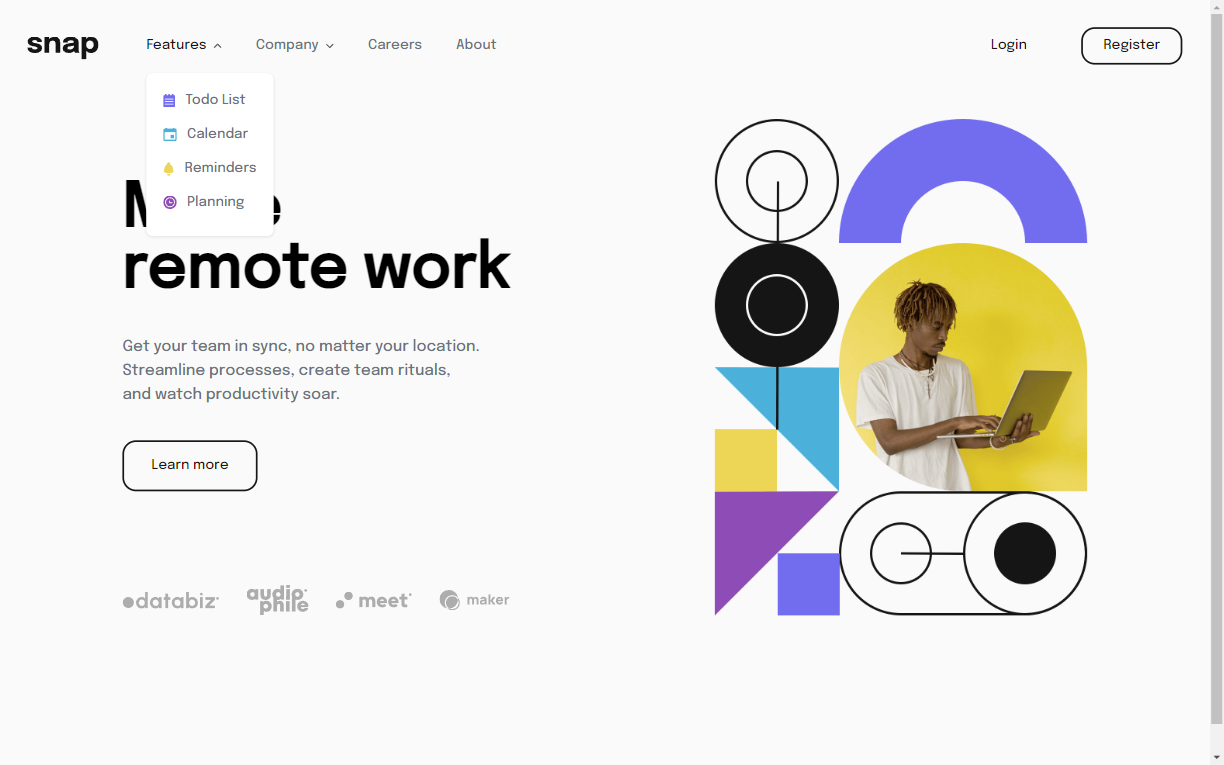 snap
Features
Company
Careers
About
Login
Register
Todo List
Calendar
Reminders
Planning
remote work
Get your team in sync, no matter your location.
Streamline processes, create team rituals,
and watch productivity soar.
Learn more
databiz
audio
phile
meet
maker